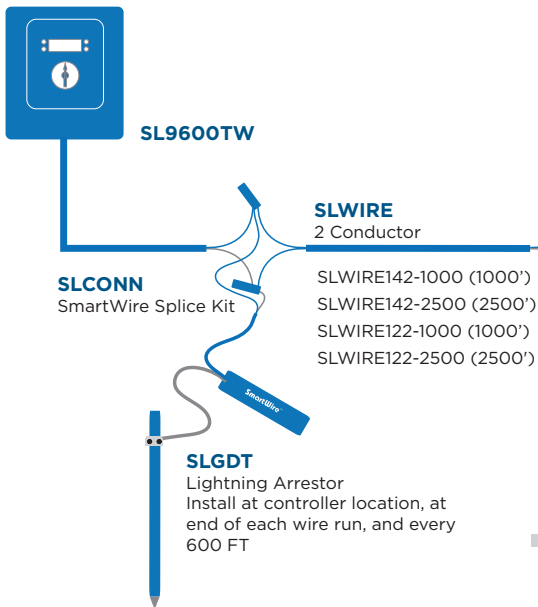 SL9600TW
SLWIRE
2 Conductor
SLWIRE142-1000 (1000')
SLWIRE142-2500 (2500')
SLWIRE122-1000 (1000')
SLWIRE122-2500 (2500')
SLCONN
SmartWire Splice Kit
SmartWire™
SLGDT
Lightning Arrestor
Install at controller location, at
end of each wire run, and every
600 FT